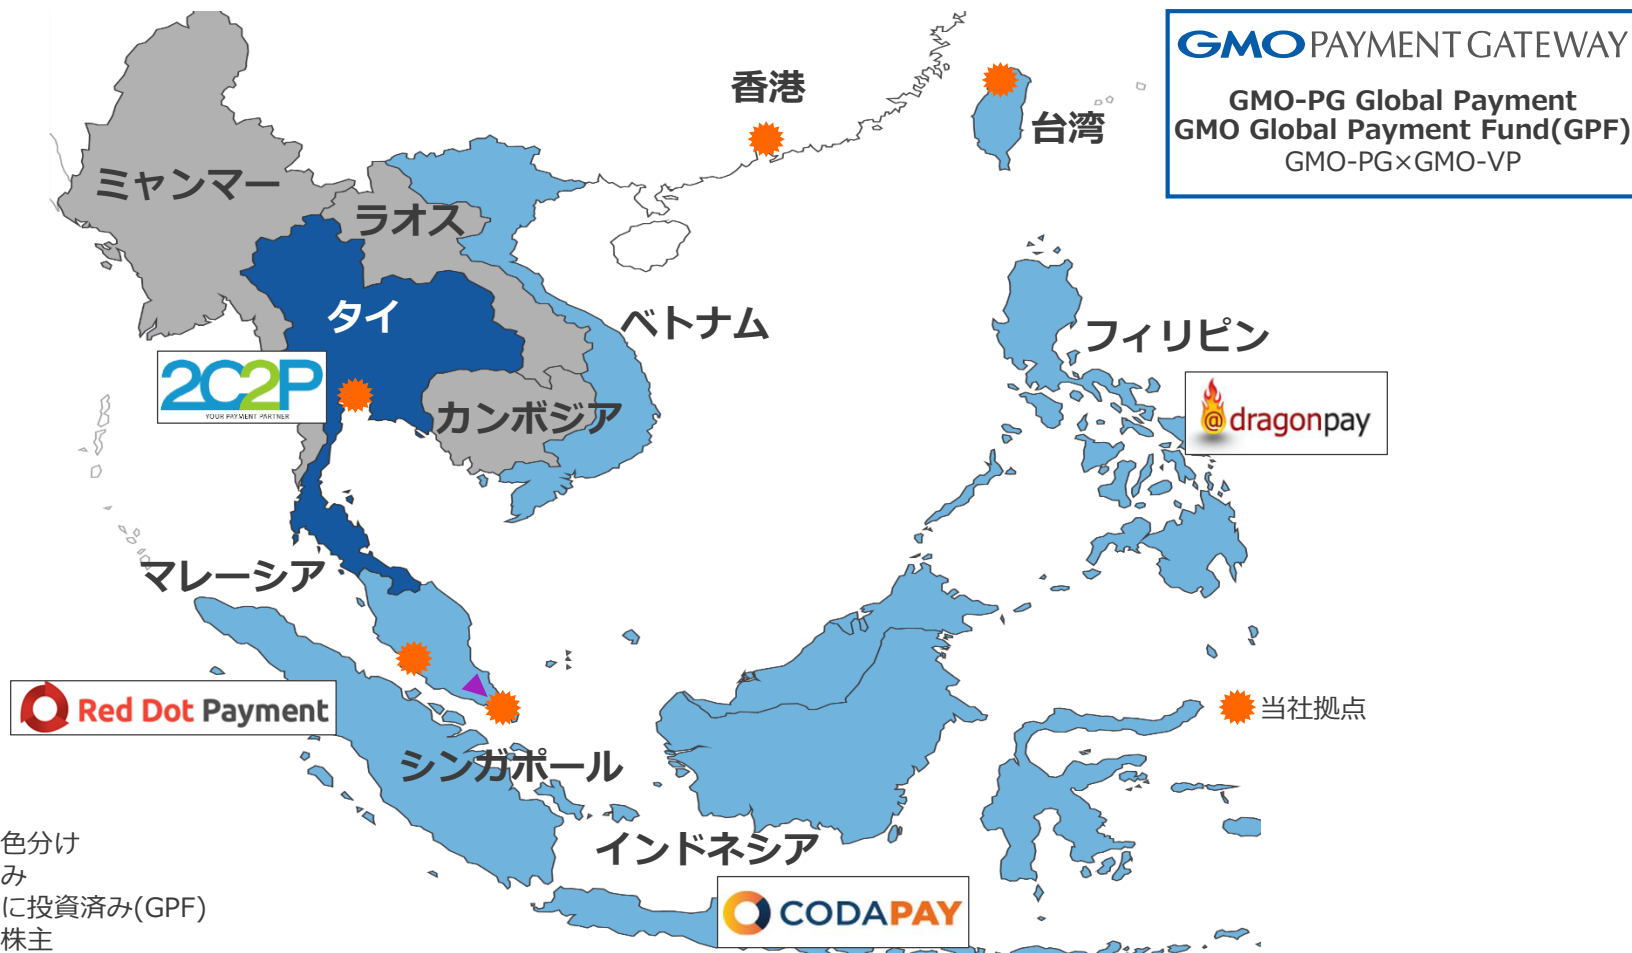 GMO PAYMENT GATEWAY
GMO-PG Global Payment
GMO Global Payment Fund(GPF)
GMO-PG×GMO-VP
香港
台湾
ミャンマー
ラオス
タイ
ベトナム
フィリピン
2C2P
YOUR PAYMENT PARTNER
カンボジア
@dragonpay
マレーシア
Red Dot Payment
当社拠点
シンガポール
インドネシア
CODAPAY
色分け
み
に投資済み(GPF)
株主